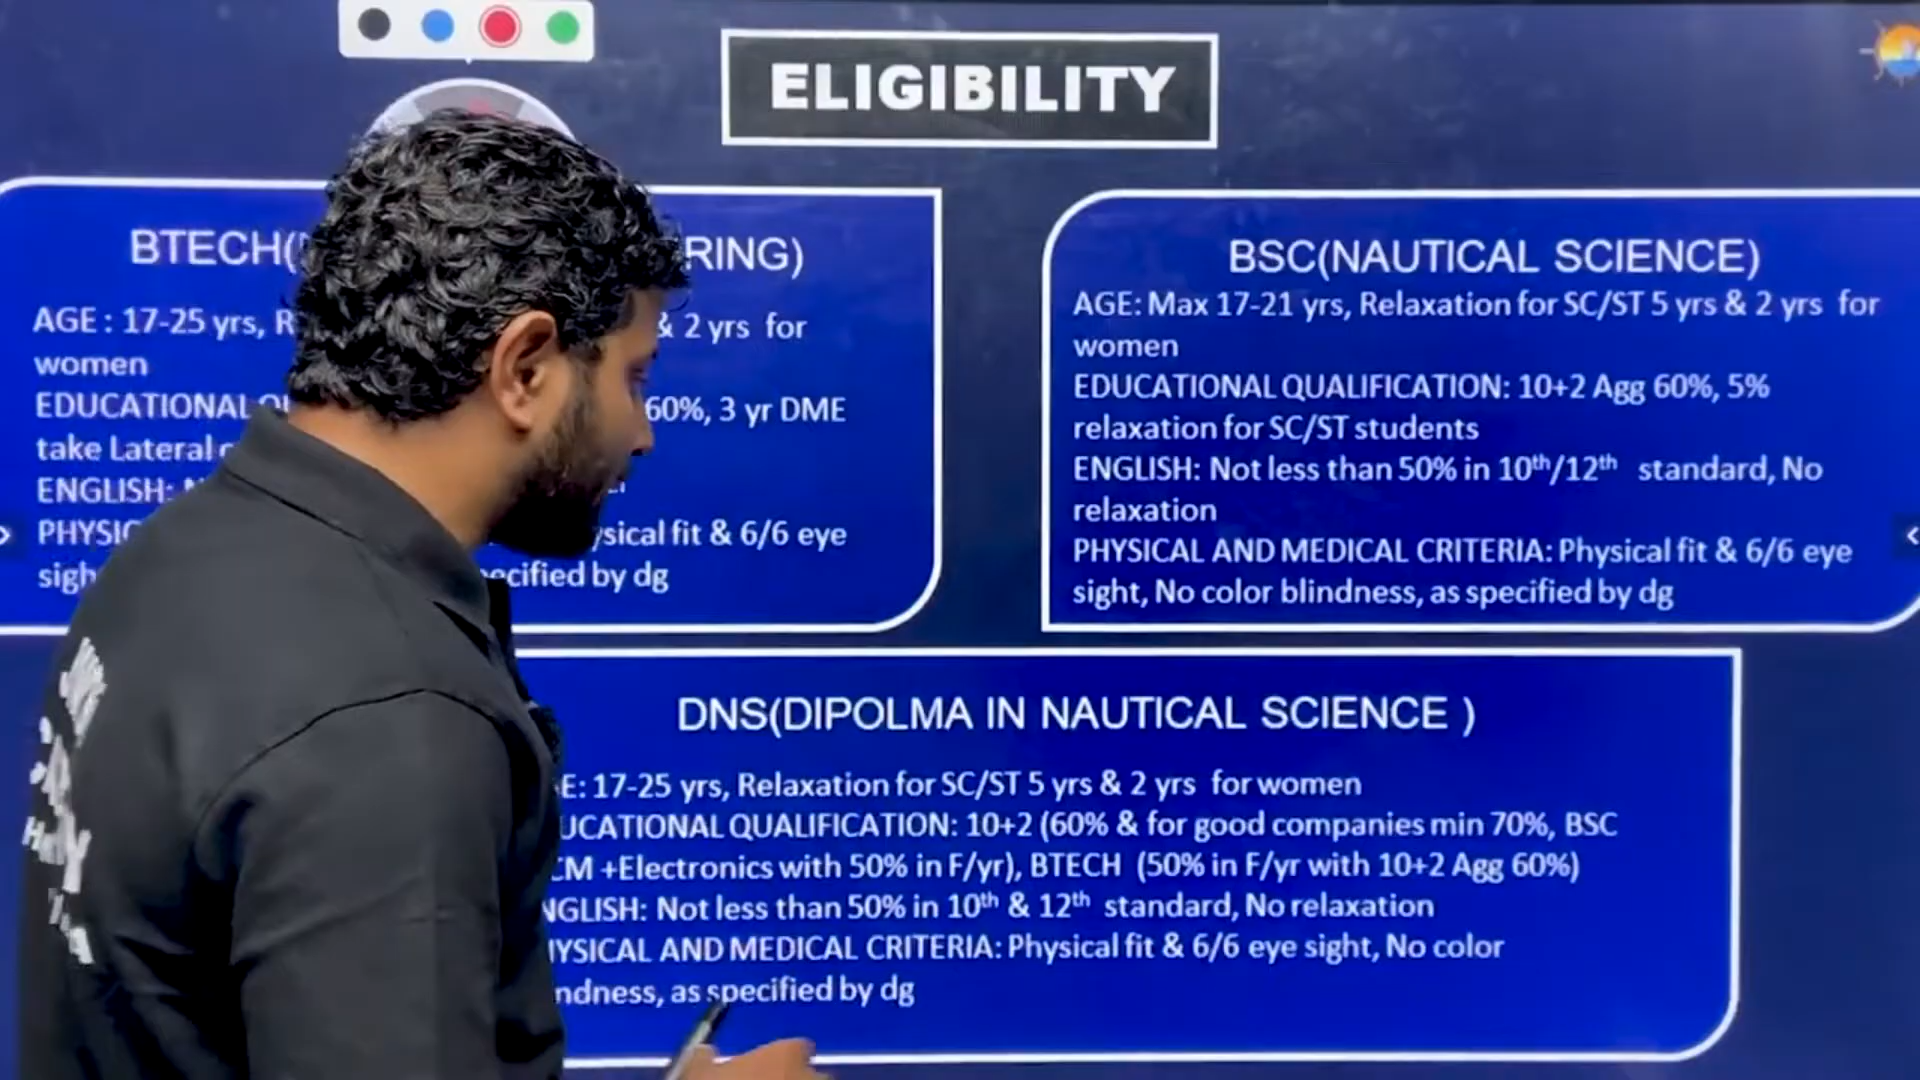 ELIGIBILITY
BTECH( RING)
AGE : 17-25 yrs, & 2 yrs for
women
EDUCATIONAL 60%, 3 yr DME
take Lateral
ENGLISH:
sical fit & 6/6 eye
by dg
BSC(NAUTICAL SCIENCE)
AGE: Max 17-21 yrs, Relaxation for SC/ST 5 yrs & 2 yrs for
women
EDUCATIONAL QUALIFICATION: 10+2 Agg 60%, 5%
relaxation for SC/ST students
ENGLISH: Not less than 50% in 10th/12th standard, No
relaxation
PHYSICAL AND MEDICAL CRITERIA: Physical fit & 6/6 eye
sight, No color blindness, as specified by dg
DNS(DIPOLMA IN NAUTICAL SCIENCE )
E: 17-25 yrs, Relaxation for SC/ST 5 yrs & 2 yrs for women
UCATIONAL QUALIFICATION: 10+2 (60% & for good companies min 70%, BSC
CM +Electronics with 50% in F/yr), BTECH (50% in F/yr with 10+2 Agg 60%)
NGLISH: Not less than 50% in 10th & 12th standard, No relaxation
YSICAL AND MEDICAL CRITERIA: Physical fit & 6/6 eye sight, No color
ndness, as specified by dg